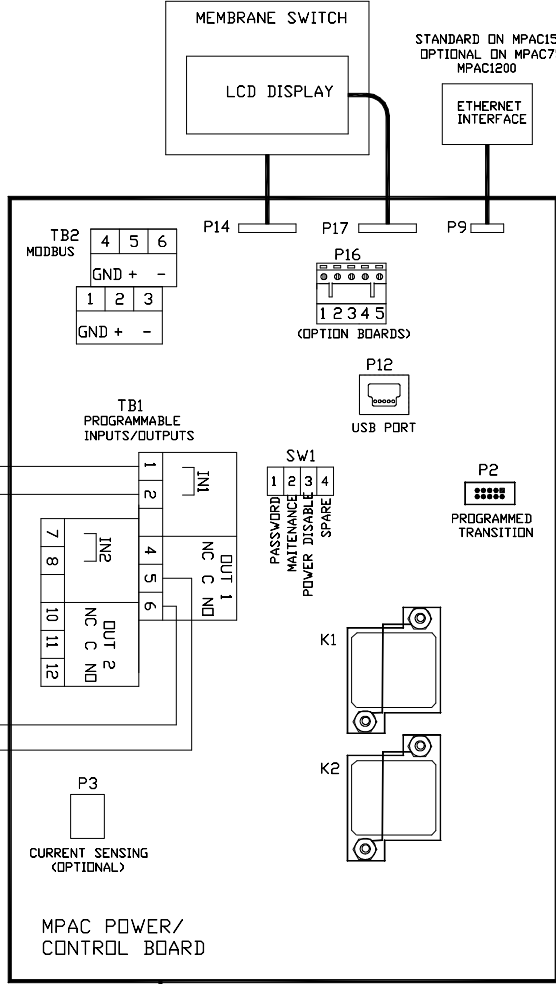 MEMBRANE SWITCH
LCD DISPLAY
STANDARD ON MPAC15
OPTIONAL ON MPAC7
MPAC1200
ETHERNET
INTERFACE
P14
P17
P9
TB2
MODBUS
4 5 6
GND + -
1 2 3
GND + -
P16
1 2 3 4 5
(OPTION BOARDS)
P12
USB PORT
TB1
PROGRAMMABLE
INPUTS/OUTPUTS
1
2
IN1
4
5
6
NC C NO
OUT 1
7
8
IN2
10
11
12
NC C NO
OUT 2
SW1
1 2 3 4
PASSWORD
MAITENANCE
POWER DISABLE
SPARE
P2
PROGRAMMED
TRANSITION
K1
K2
P3
CURRENT SENSING
(OPTIONAL)
MPAC POWER/
CONTROL BOARD